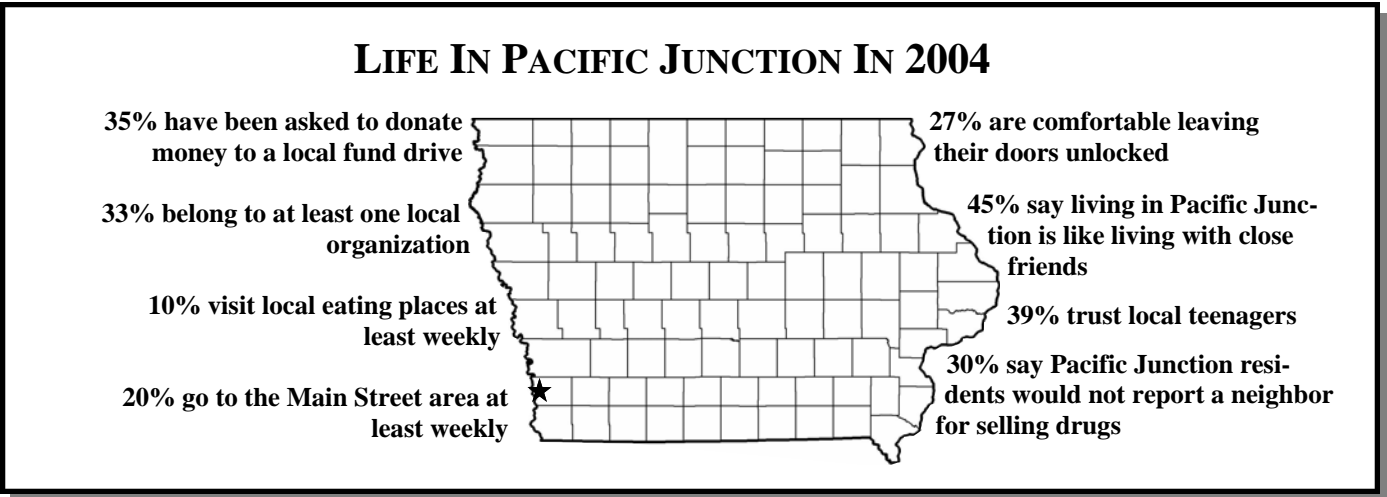 LIFE IN PACIFIC JUNCTION IN 2004
35% have been asked to donate
money to a local fund drive
33% belong to at least one local
organization
10% visit local eating places at
least weekly
20% go to the Main Street area at
least weekly
27% are comfortable leaving
their doors unlocked
45% say living in Pacific Junc-
tion is like living with close
friends
39% trust local teenagers
30% say Pacific Junction resi-
dents would not report a neighbor
for selling drugs